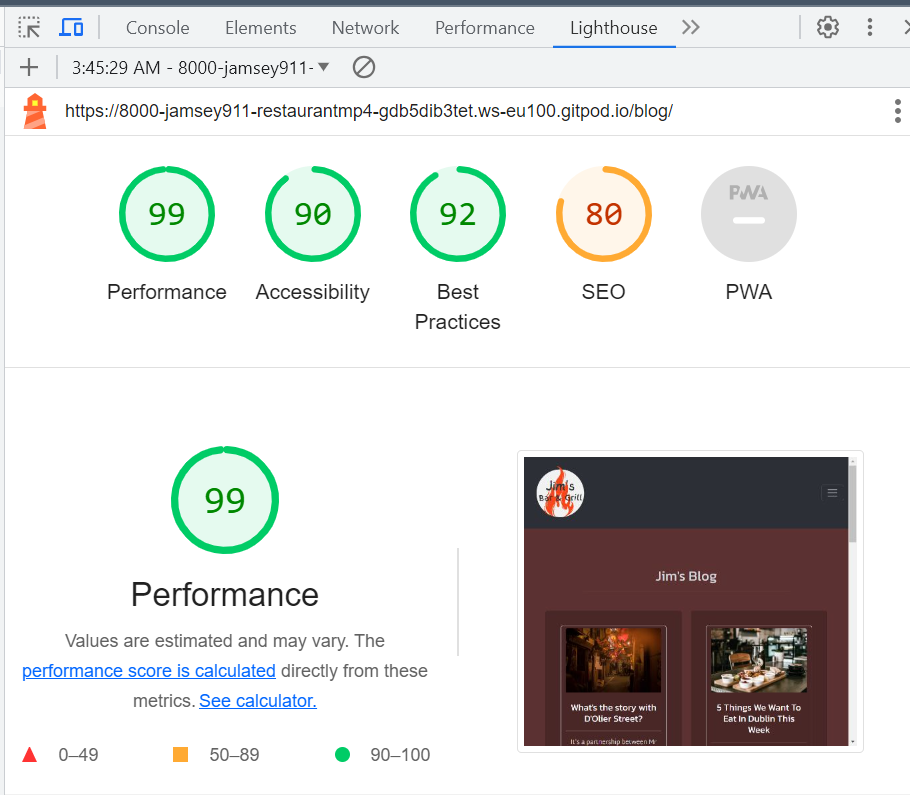 Console Elements Network Performance Lighthouse
3:45:29 AM - 8000-jamsey911-
https://8000-jamsey911-restaurantmp4-gdb5dib3tet.ws-eu100.gitpod.io/blog/
99 90 92 80 PWA
Performance Accessibility Best Practices SEO PWA
99
Performance
Values are estimated and may vary. The
performance score is calculated directly from these
metrics. See calculator.
0–49 50–89 90–100
Jim's
Bar & Grill
Jim's Blog
What's the story with
D'Olier Street?
It's a partnership between Mr
5 Things We Want To
Eat In Dublin This
Week